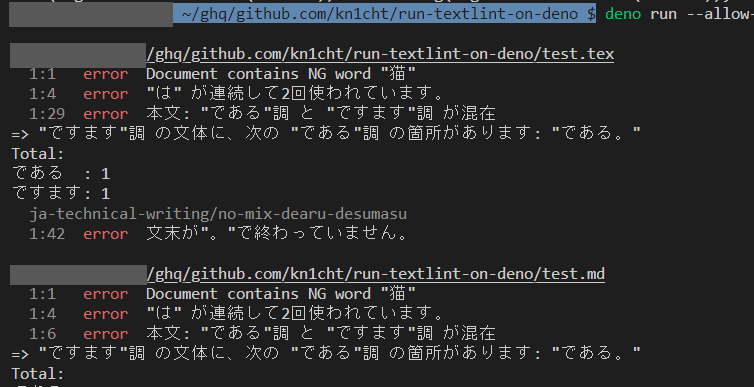 ~/ghq/github.com/kn1cht/run-textlint-on-deno $ deno run --allow-
/ghq/github.com/kn1cht/run-textlint-on-deno/test.tex
1:1 error Document contains NG word "猫"
1:4 error "は" が連続して2回使われています。
1:29 error 本文: "である"調 と "ですます"調 が混在
=> "ですます"調 の文体に、次の "である"調 の箇所があります: "である。"
Total:
である : 1
ですます: 1
ja-technical-writing/no-mix-dearu-desumasu
1:42 error 文末が"。"で終わっていません。
/ghq/github.com/kn1cht/run-textlint-on-deno/test.md
1:1 error Document contains NG word "猫"
1:4 error "は" が連続して2回使われています。
1:6 error 本文: "である"調 と "ですます"調 が混在
=> "ですます"調 の文体に、次の "である"調 の箇所があります: "である。"
Total: